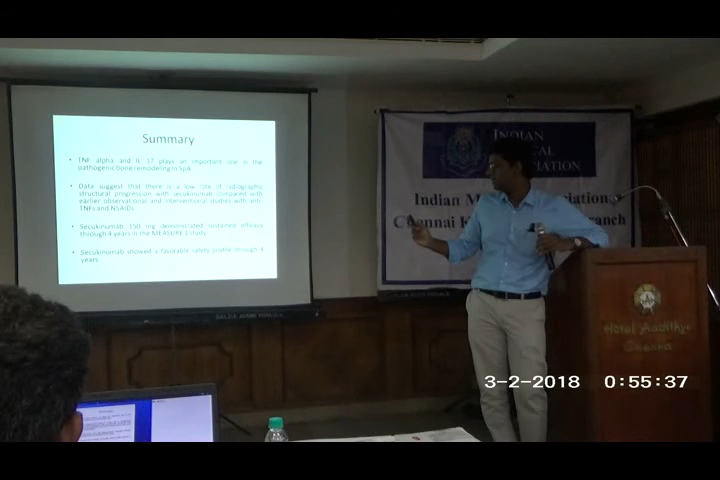 Summary
TNF alpha and IL 17 plays an important role in the
pathogenic bone remodeling in SpA
Data suggest that there is a low rate of radiographic
structural progression with secukinumab compared with
earlier observational and interventional studies with anti-
TNFs and NSAIDs
Secukinumab 150 mg demonstrated sustained efficacy
through 4 years in the MEASURE 1 study
Secukinumab showed a favorable safety profile through 4
years
INDIAN
CAL
CIATION
Indian M ociation
Chennai K ranch
Hotel Aadithya
Chennai
3-2-2018 0:55:37